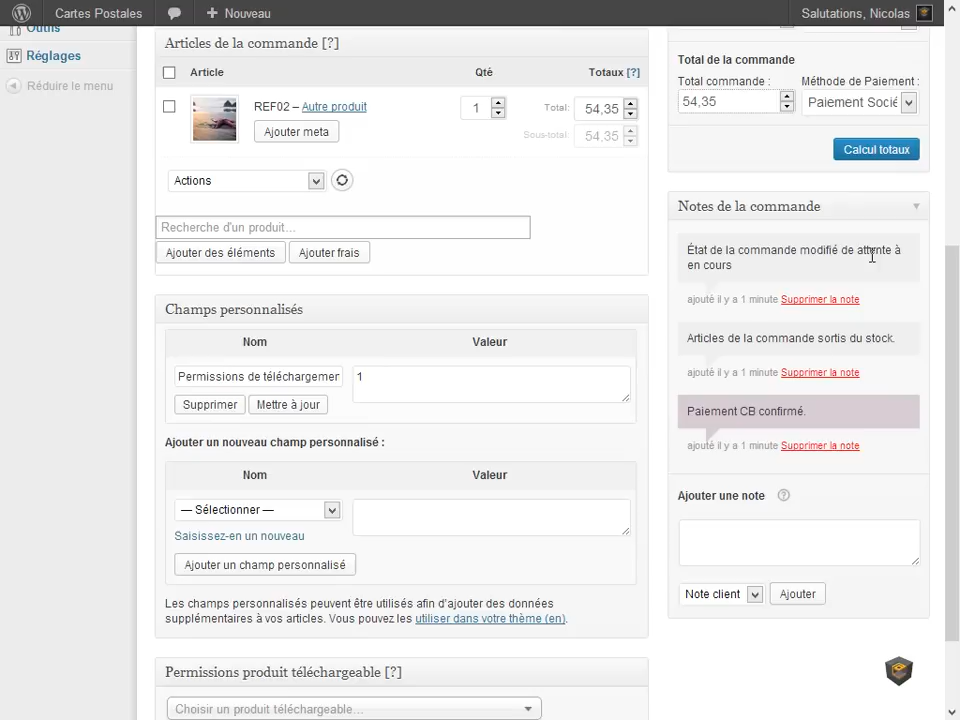 Cartes Postales
Nouveau
Salutations, Nicolas
Outils
Réglages
Réduire le menu
Articles de la commande [?]
Article
Qté
Totaux [?]
REF02 – Autre produit
1
Total:
54,35
Ajouter meta
Sous-total:
54,35
Actions
Recherche d'un produit...
Ajouter des éléments
Ajouter frais
Champs personnalisés
Nom
Valeur
Permissions de téléchargemer
1
Supprimer
Mettre à jour
Ajouter un nouveau champ personnalisé :
Nom
Valeur
— Sélectionner —
Saisissez-en un nouveau
Ajouter un champ personnalisé
Les champs personnalisés peuvent être utilisés afin d'ajouter des données
supplémentaires à vos articles. Vous pouvez les utiliser dans votre thème (en).
Permissions produit téléchargeable [?]
Choisir un produit téléchargeable...
Total de la commande
Total commande :
Méthode de Paiement :
54,35
Paiement Socié
Calcul totaux
Notes de la commande
État de la commande modifié de attente à
en cours
ajouté il y a 1 minute Supprimer la note
Articles de la commande sortis du stock.
ajouté il y a 1 minute Supprimer la note
Paiement CB confirmé.
ajouté il y a 1 minute Supprimer la note
Ajouter une note
Note client
Ajouter